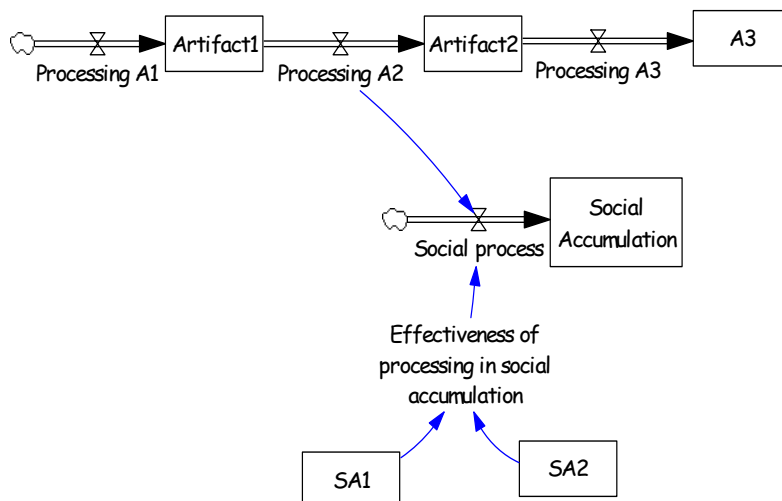 Artifact1
Artifact2
A3
Processing A1
Processing A2
Processing A3
Social
Accumulation
Social process
Effectiveness of
processing in social
accumulation
SA1
SA2